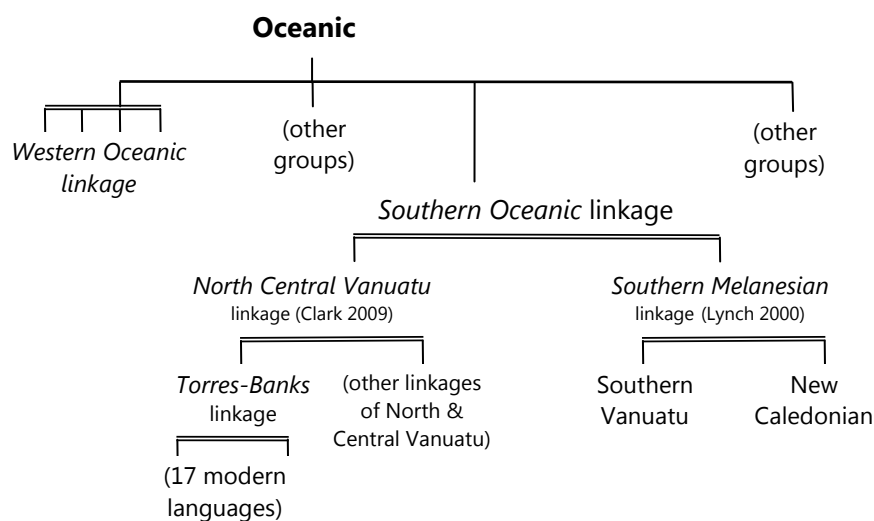 Oceanic
Western Oceanic
linkage
(other
groups)
(other
groups)
Southern Oceanic linkage
North Central Vanuatu
linkage (Clark 2009)
Southern Melanesian
linkage (Lynch 2000)
Torres-Banks
linkage
(other linkages
of North &
Central Vanuatu)
Southern
Vanuatu
New
Caledonian
(17 modern
languages)